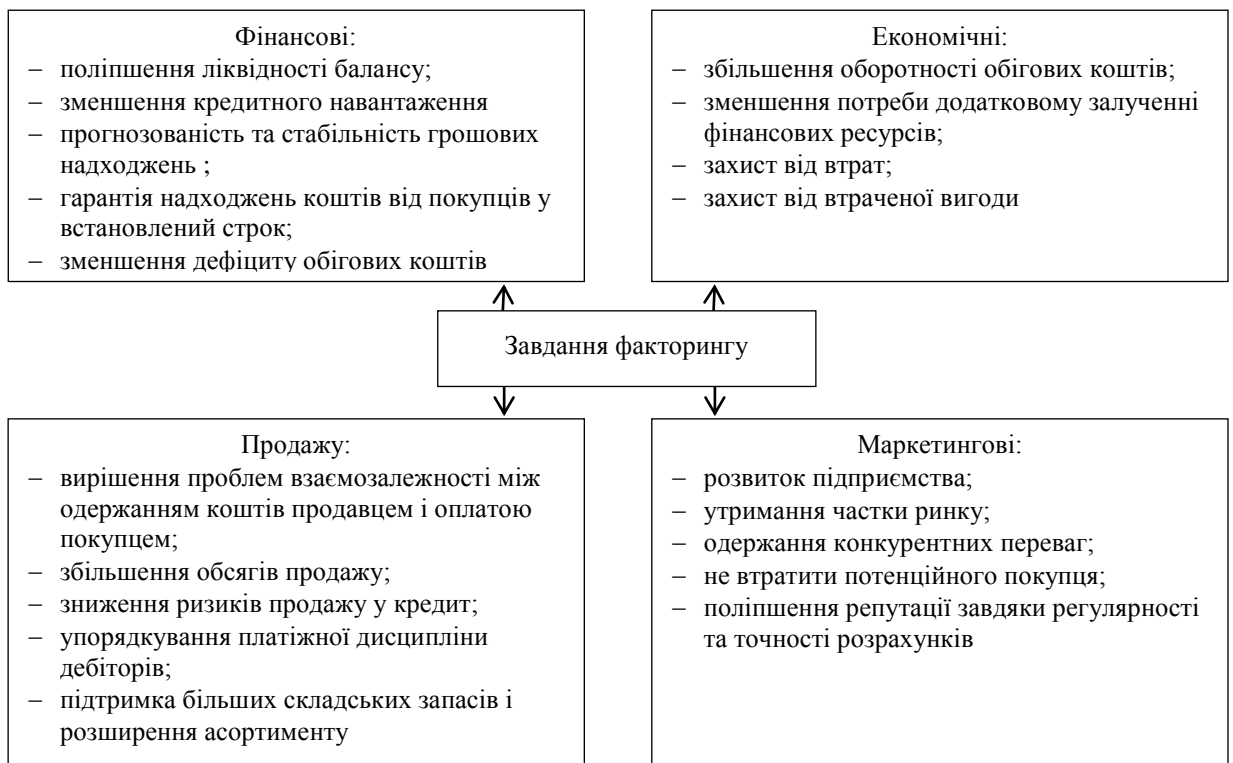 Фінансові:
– поліпшення ліквідності балансу;
– зменшення кредитного навантаження
– прогнозованість та стабільність грошових
надходжень ;
– гарантія надходжень коштів від покупців у
встановлений строк;
– зменшення дефіциту обігових коштів
Економічні:
– збільшення оборотності обігових коштів;
– зменшення потреби додатковому залученні
фінансових ресурсів;
– захист від втрат;
– захист від втраченої вигоди
Завдання факторингу
Продажу:
– вирішення проблем взаємозалежності між
одержанням коштів продавцем і оплатою
покупцем;
– збільшення обсягів продажу;
– зниження ризиків продажу у кредит;
– упорядкування платіжної дисципліни
дебіторів;
– підтримка більших складських запасів і
розширення асортименту
Маркетингові:
– розвиток підприємства;
– утримання частки ринку;
– одержання конкурентних переваг;
– не втратити потенційного покупця;
– поліпшення репутації завдяки регулярності
та точності розрахунків